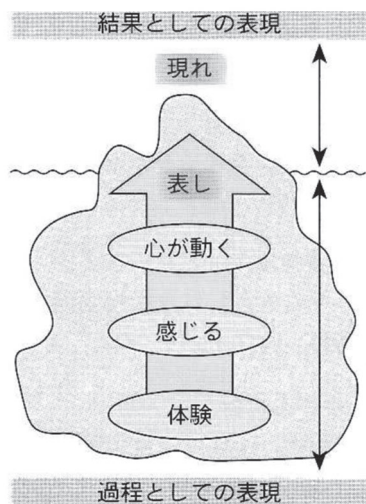 結果としての表現
現れ
表し
心が動く
感じる
体験
過程としての表現